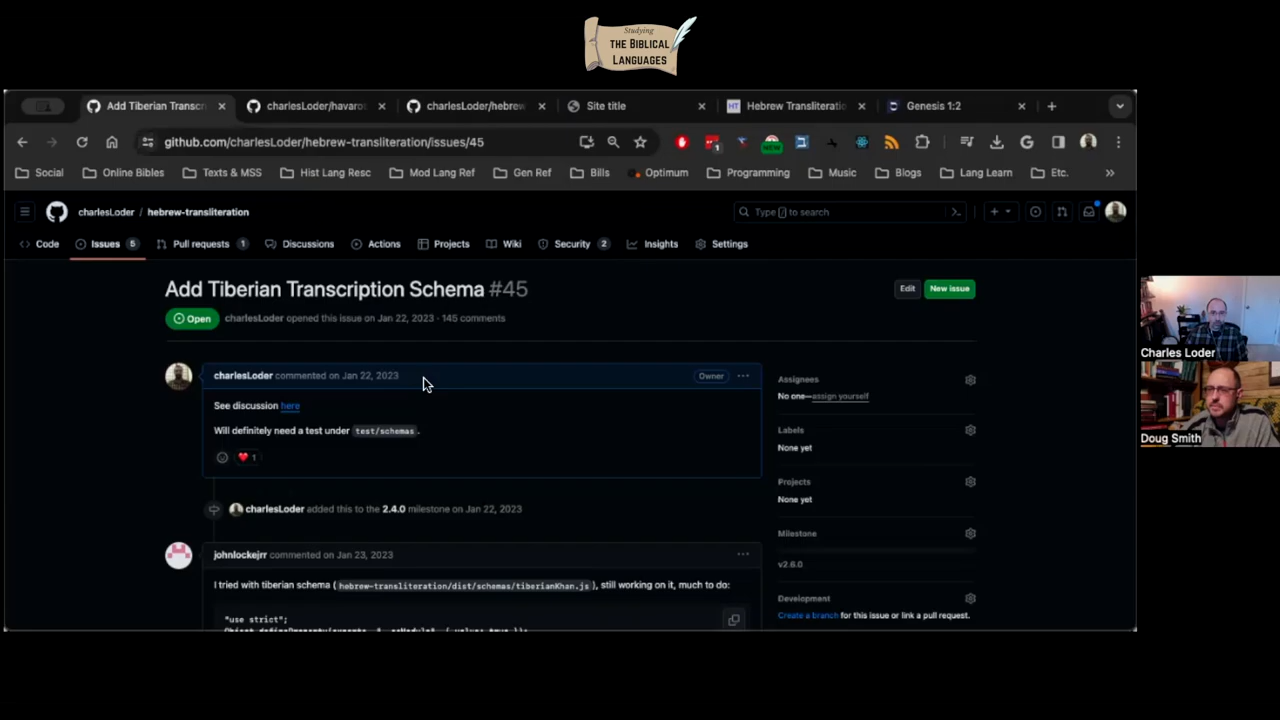 Studying
THE BIBLICAL
LANGUAGES
Add Tiberian Transcri
charlesLoder/havaro
charlesLoder/hebrew
Site title
HT Hebrew Transliteratio
Genesis 1:2
github.com/charlesLoder/hebrew-transliteration/issues/45
1
NEW
Social
Online Bibles
Texts & MSS
Hist Lang Resc
Mod Lang Ref
Gen Ref
Bills
Optimum
Programming
Music
Blogs
Lang Learn
Etc.
charlesLoder / hebrew-transliteration
Type / to search
Code
Issues 5
Pull requests 1
Discussions
Actions
Projects
Wiki
Security 2
Insights
Settings
Add Tiberian Transcription Schema #45
Edit
New issue
Open
charlesLoder opened this issue on Jan 22, 2023 · 145 comments
charlesLoder commented on Jan 22, 2023
Owner
See discussion here
Will definitely need a test under test/schemas.
1
charlesLoder added this to the 2.4.0 milestone on Jan 22, 2023
johnlockejrr commented on Jan 23, 2023
I tried with tiberian schema ( hebrew-transliteration/dist/schemas/tiberianKhan.js ), still working on it, much to do:
"use strict";
Assignees
No one—assign yourself
Labels
None yet
Projects
None yet
Milestone
v2.6.0
Development
Create a branch for this issue or link a pull request.
Charles Loder
Doug Smith